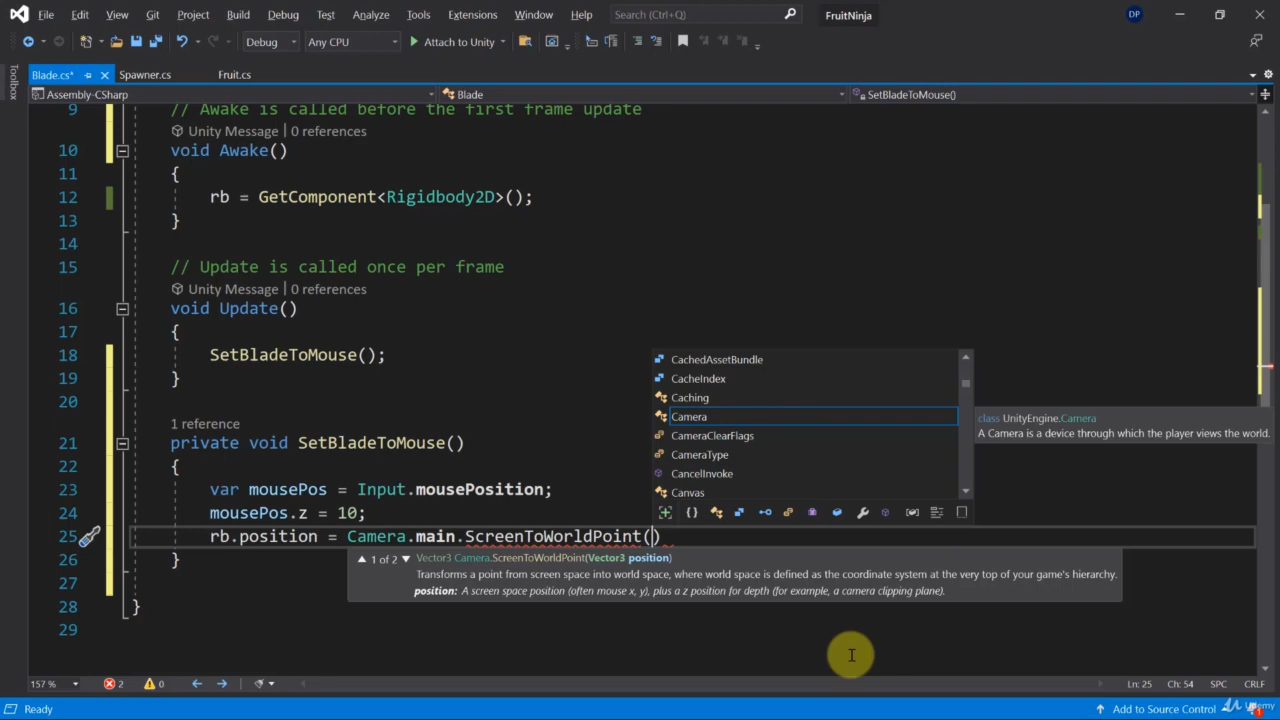 File Edit View Git Project Build Debug Test Analyze Tools Extensions Window Help Search (Ctrl+Q) FruitNinja DP
Debug Any CPU Attach to Unity
Toolbox
Blade.cs* Spawner.cs Fruit.cs
Assembly-CSharp Blade SetBladeToMouse()
9 // Awake is called before the first frame update
Unity Message | 0 references
10 void Awake()
11 {
12 rb = GetComponent<Rigidbody2D>();
13 }
14
15 // Update is called once per frame
Unity Message | 0 references
16 void Update()
17 {
18 SetBladeToMouse();
19 }
20
1 reference
21 private void SetBladeToMouse()
22 {
23 var mousePos = Input.mousePosition;
24 mousePos.z = 10;
25 rb.position = Camera.main.ScreenToWorldPoint()
26 }
27
28 }
29
CachedAssetBundle
CacheIndex
Caching
Camera
CameraClearFlags
CameraType
CancelInvoke
Canvas
class UnityEngine.Camera
A Camera is a device through which the player views the world.
1 of 2 Vector3 Camera.ScreenToWorldPoint(Vector3 position)
Transforms a point from screen space into world space, where world space is defined as the coordinate system at the very top of your game's hierarchy.
position: A screen space position (often mouse x, y), plus a z position for depth (for example, a camera clipping plane).
157 % 2 0 Ln: 25 Ch: 54 SPC CRLF
Ready Add to Source Control 1
Udemy